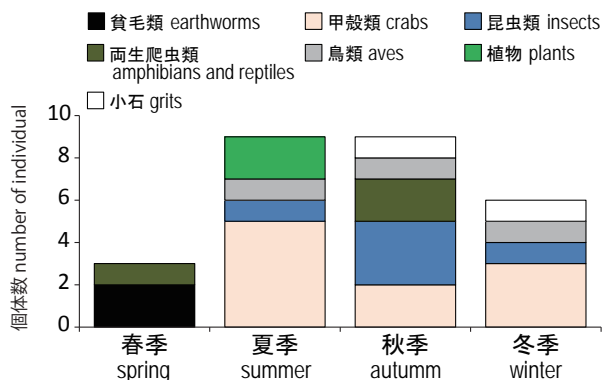 貧毛類 earthworms
甲殻類 crabs
昆虫類 insects
両生爬虫類
amphibians and reptiles
鳥類 aves
植物 plants
小石 grits
個体数 number of individual
10
8
6
4
2
0
春季
spring
夏季
summer
秋季
autumm
冬季
winter